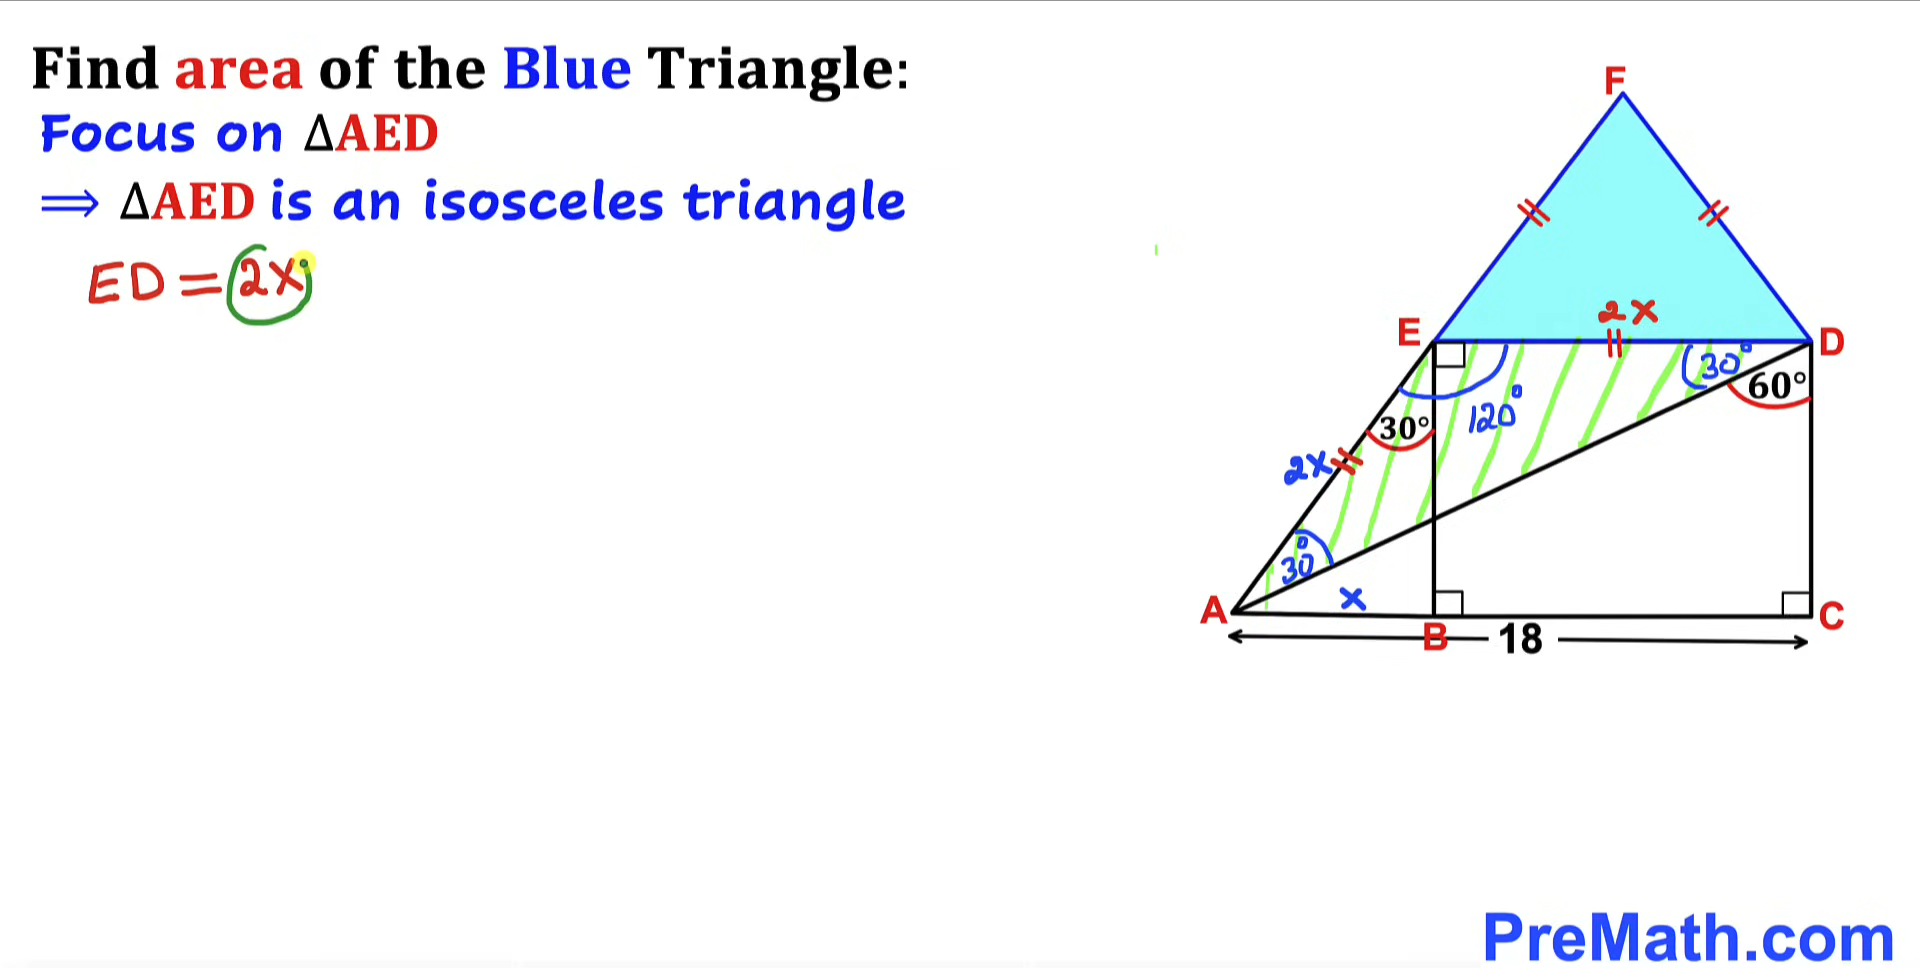 Find area of the Blue Triangle:
Focus on ΔAED
⟹ ΔAED is an isosceles triangle
ED = 2x
F
E
2x
D
30°
60°
30°
120°
2x
30°
x
A
B
C
18
PreMath.com